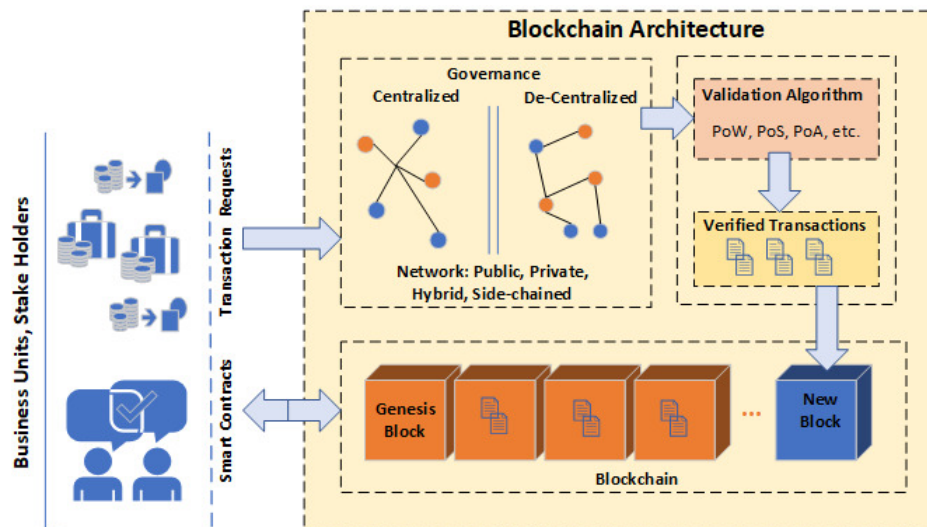 Blockchain Architecture
Business Units, Stake Holders
Transaction Requests
Smart Contracts
Governance
Centralized
De-Centralized
Network: Public, Private,
Hybrid, Side-chained
Validation Algorithm
PoW, PoS, PoA, etc.
Verified Transactions
Genesis
Block
...
New
Block
Blockchain